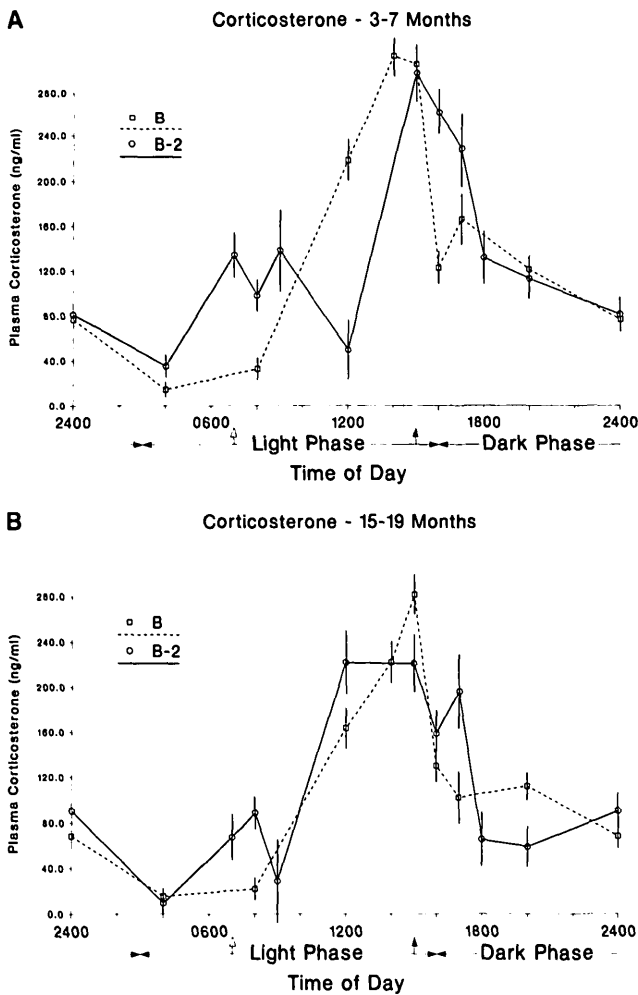 A
Corticosterone - 3-7 Months
Plasma Corticosterone (ng/ml)
280.0
240.0
200.0
160.0
120.0
80.0
40.0
0.0
B
B-2
2400
0600
1200
1800
2400
Light Phase
Dark Phase
Time of Day
B
Corticosterone - 15-19 Months
Plasma Corticosterone (ng/ml)
280.0
240.0
200.0
160.0
120.0
80.0
40.0
0.0
B
B-2
2400
0600
1200
1800
2400
Light Phase
Dark Phase
Time of Day